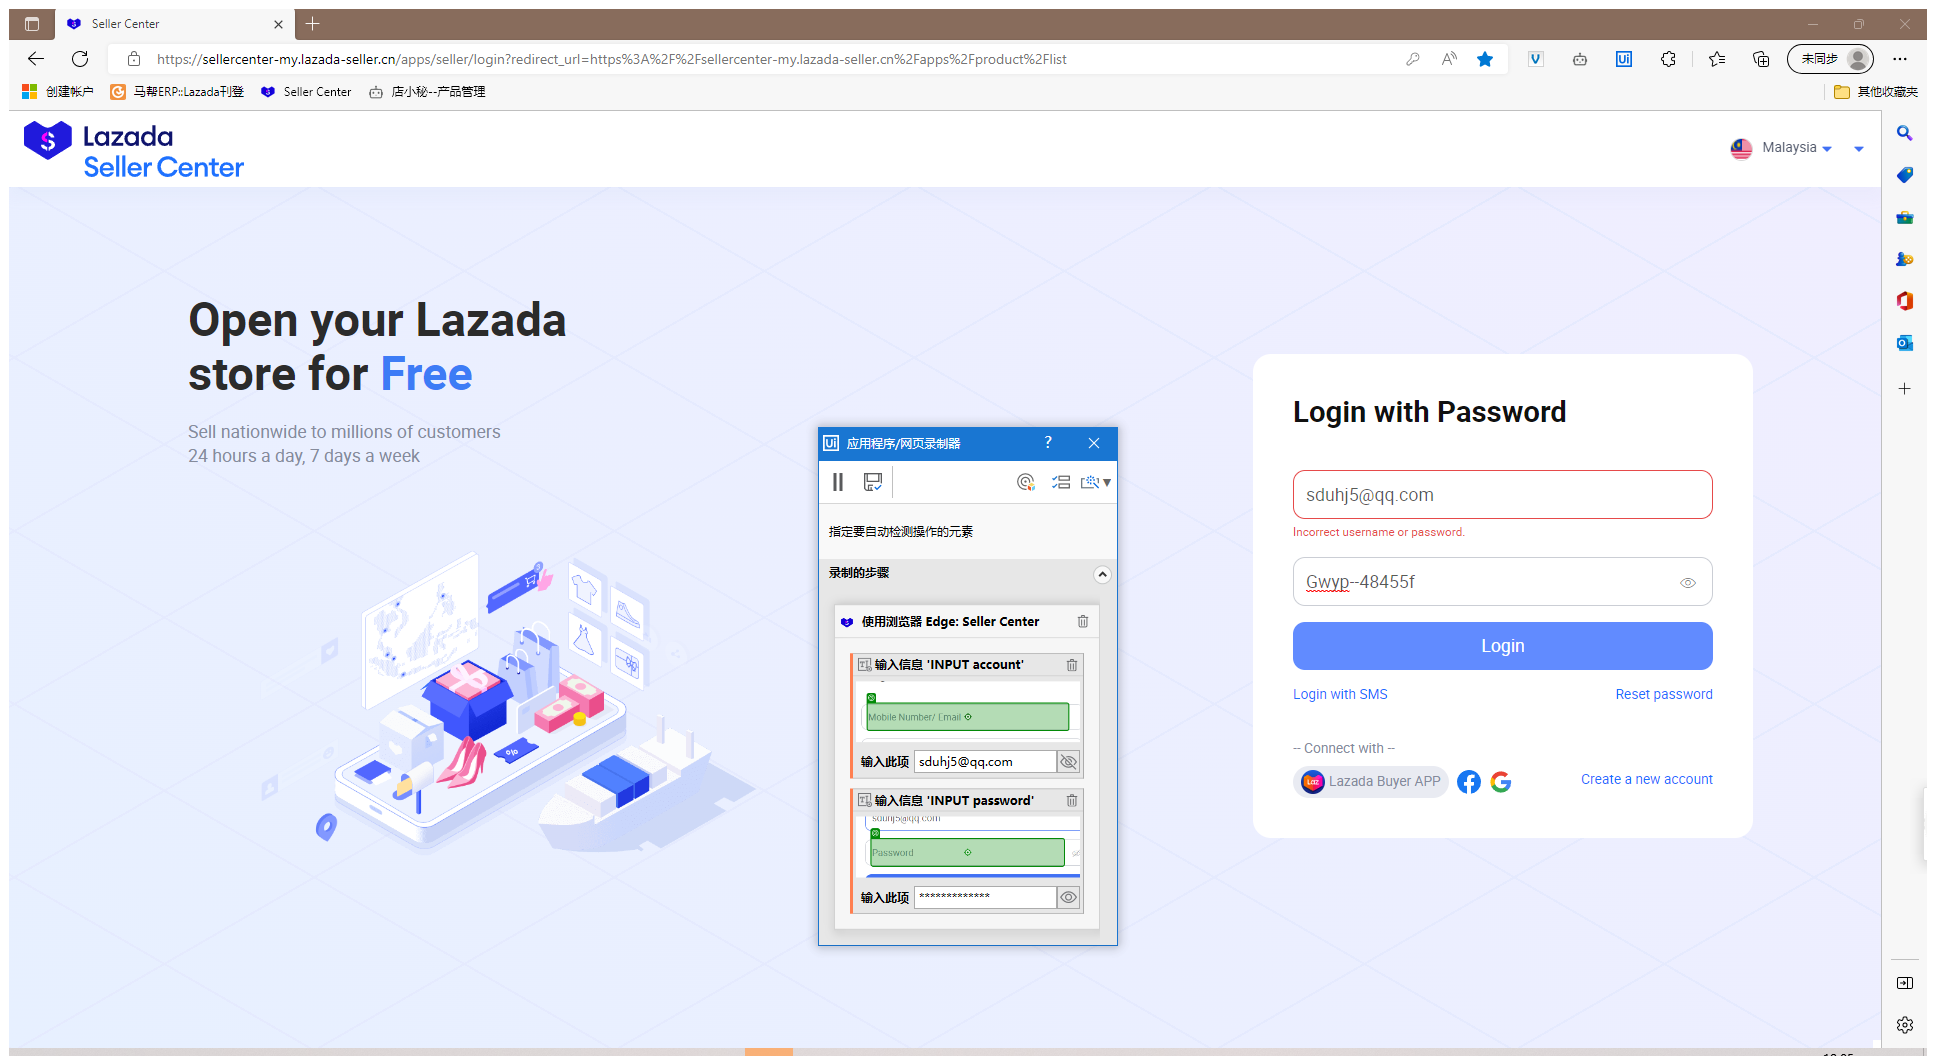 Seller Center
https://sellercenter-my.lazada-seller.cn/apps/seller/login?redirect_url=https%3A%2F%2Fsellercenter-my.lazada-seller.cn%2Fapps%2Fproduct%2Flist
未同步
创建帐户 马帮ERP::Lazada刊登 Seller Center 店小秘--产品管理 其他收藏夹
Lazada
Seller Center
Malaysia
Open your Lazada
store for Free
Sell nationwide to millions of customers
24 hours a day, 7 days a week
应用程序/网页录制器
指定要自动检测操作的元素
录制的步骤
使用浏览器 Edge: Seller Center
输入信息 'INPUT account'
Mobile Number/ Email
输入此项 sduhj5@qq.com
输入信息 'INPUT password'
sduhj5@qq.com
Password
输入此项 *************
Login with Password
sduhj5@qq.com
Incorrect username or password.
Gwyp--48455f
Login
Login with SMS Reset password
-- Connect with --
Lazada Buyer APP
Create a new account